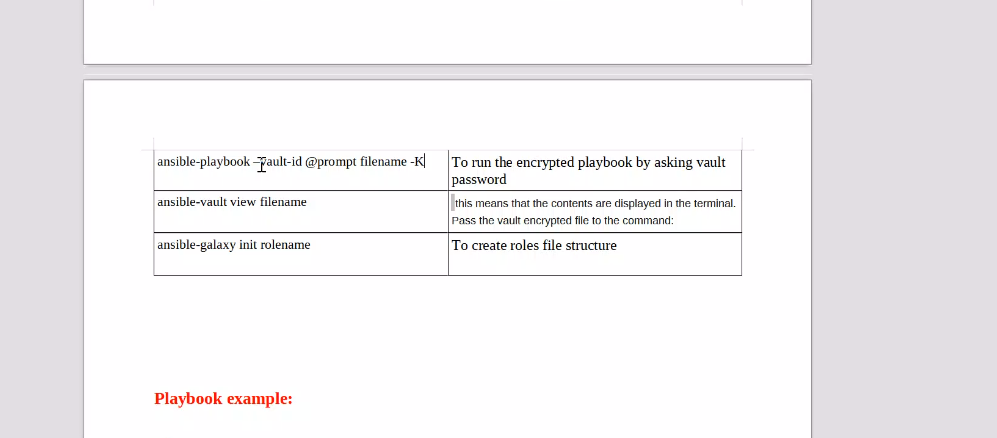 ansible-playbook –vault-id @prompt filename -K
To run the encrypted playbook by asking vault
password
ansible-vault view filename
this means that the contents are displayed in the terminal.
Pass the vault encrypted file to the command:
ansible-galaxy init rolename
To create roles file structure
Playbook example: